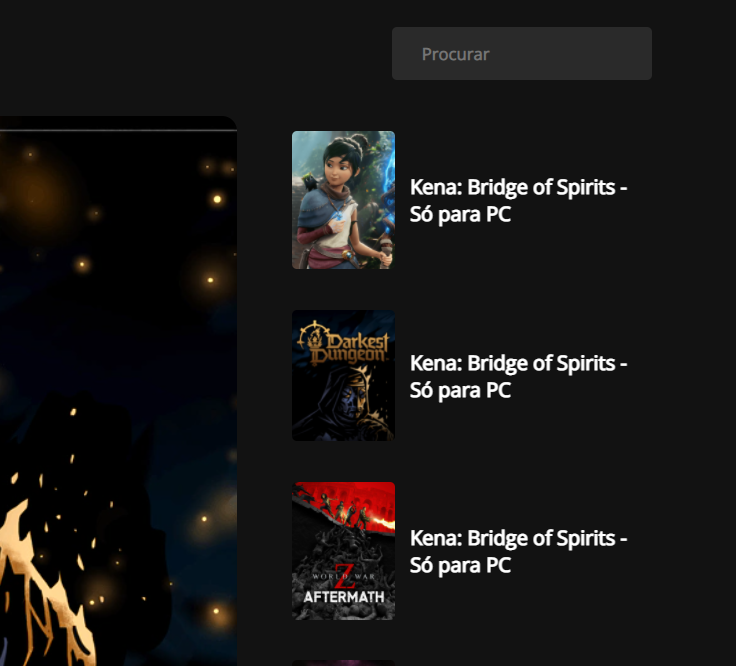 Procurar
Kena: Bridge of Spirits -
Só para PC
Darkest
Dungeon
Kena: Bridge of Spirits -
Só para PC
WORLD WAR
Z
AFTERMATH
Kena: Bridge of Spirits -
Só para PC